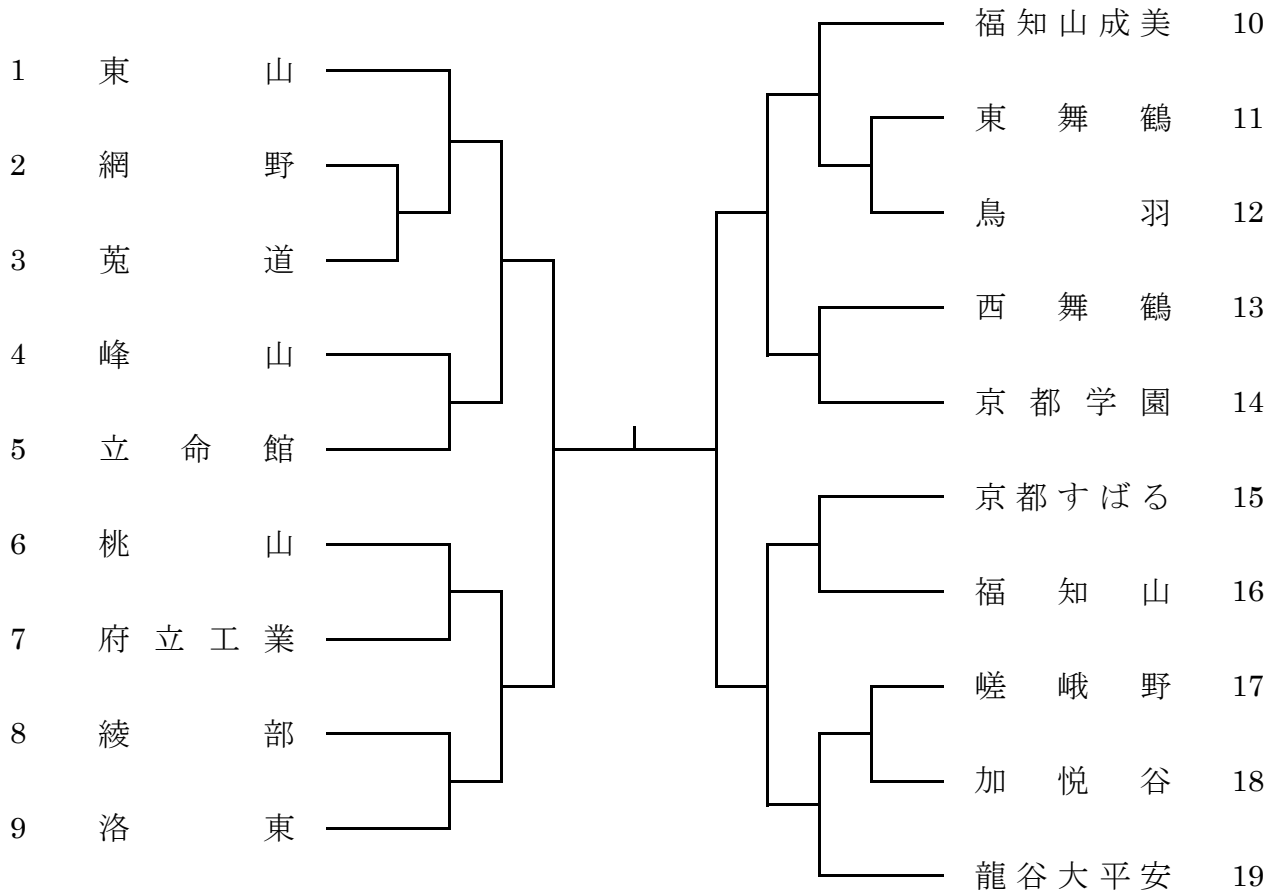 1 東山
2 網野
3 莵道
4 峰山
5 立命館
6 桃山
7 府立工業
8 綾部
9 洛東
福知山成美 10
東舞鶴 11
鳥羽 12
西舞鶴 13
京都学園 14
京都すばる 15
福知山 16
嵯峨野 17
加悦谷 18
龍谷大平安 19